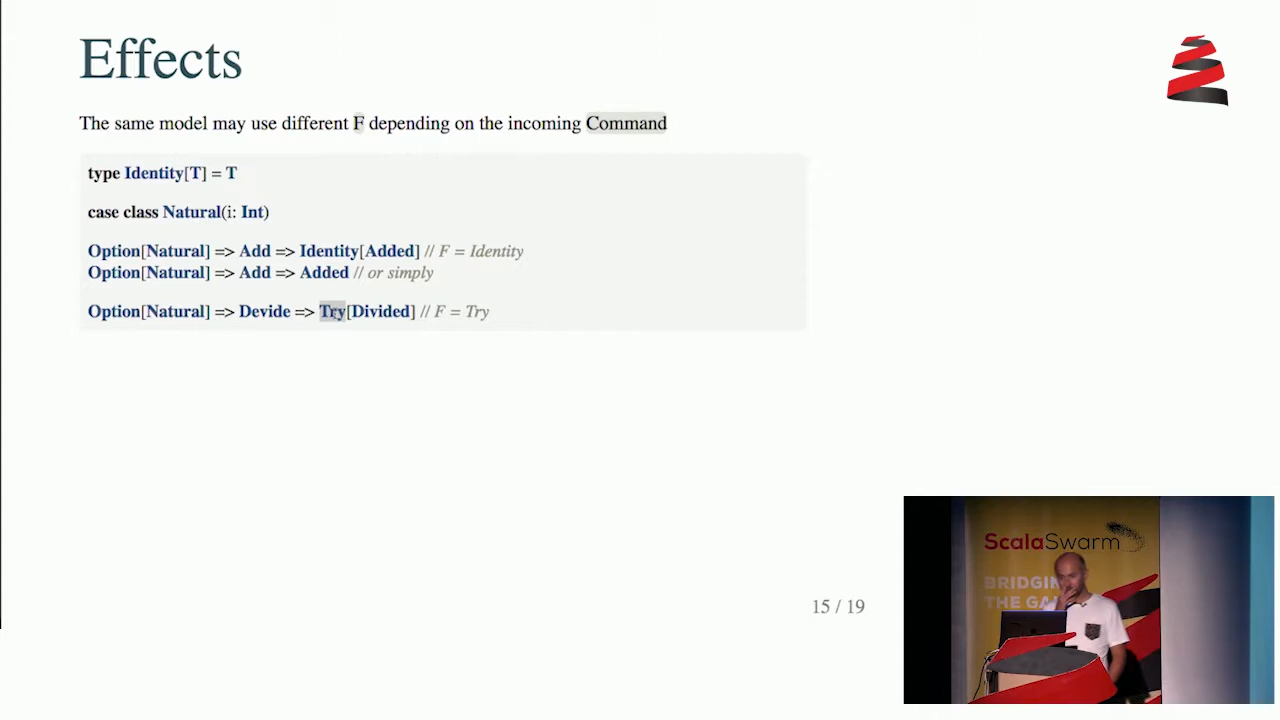 Effects
The same model may use different F depending on the incoming Command
type Identity[T] = T
case class Natural(i: Int)
Option[Natural] => Add => Identity[Added] // F = Identity
Option[Natural] => Add => Added // or simply
Option[Natural] => Devide => Try[Divided] // F = Try
15 / 19
ScalaSwarm
BRIDGIN
THE GA